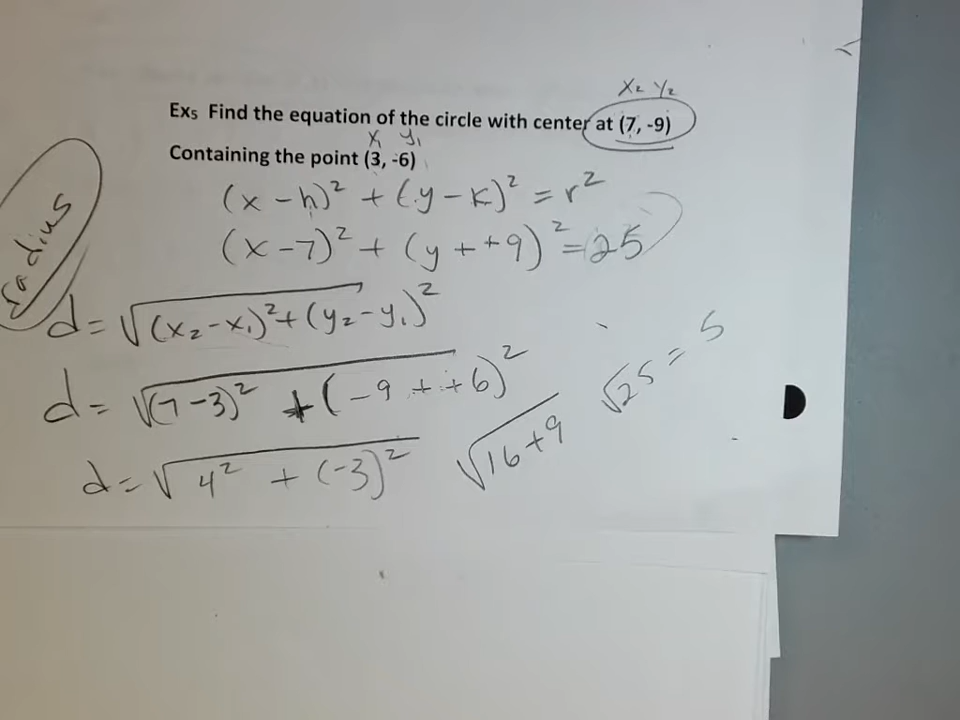 X₂ Y₂
Ex5 Find the equation of the circle with center at (7, -9)
X₁ y₁
Containing the point (3, -6)
(x - h)² + (y - k)² = r²
(x - 7)² + (y + +9)² = 25
radius
d = √(x₂ - x₁)² + (y₂ - y₁)²
d = √(7 - 3)² + (-9 + +6)²
d = √4² + (-3)² √16 + 9 √25 = 5